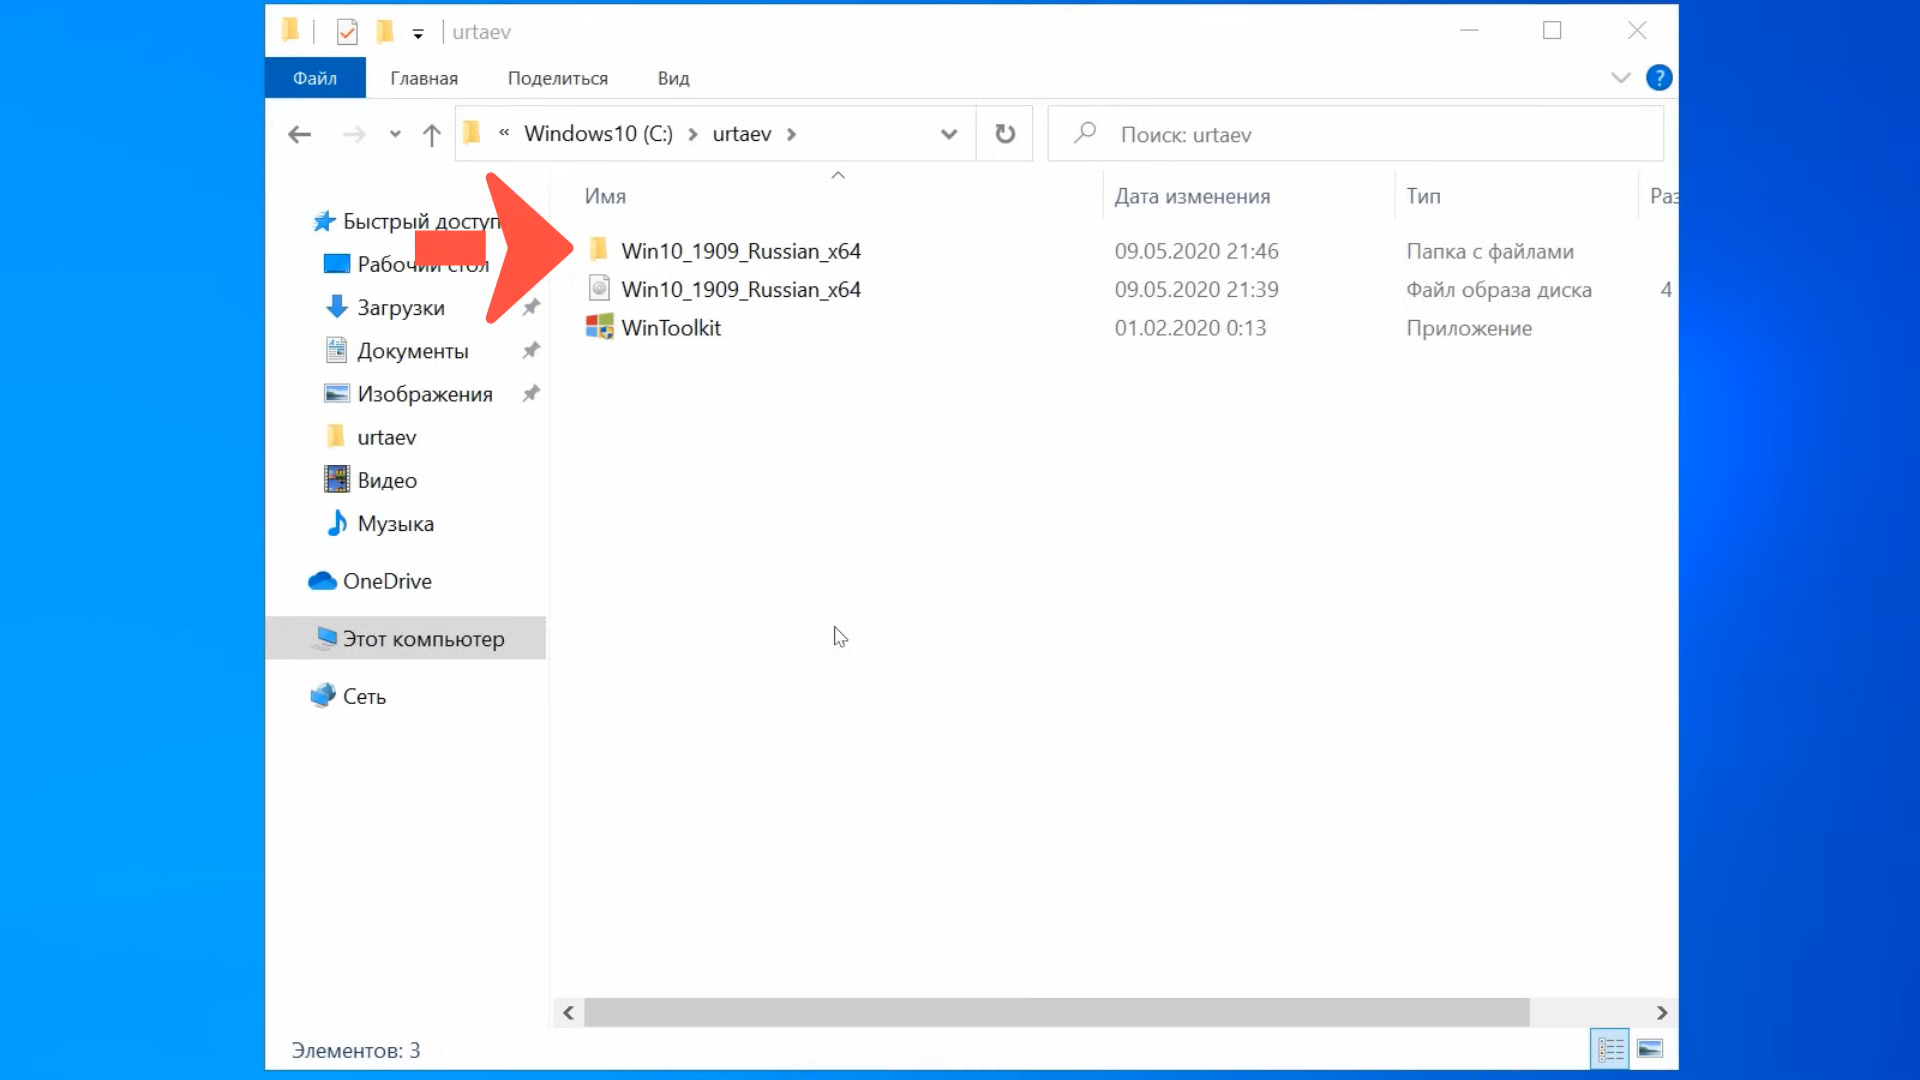 urtaev
Файл Главная Поделиться Вид ?
« Windows10 (C:) urtaev Поиск: urtaev
Имя Дата изменения Тип Раз
Быстрый доступ
Win10_1909_Russian_x64 09.05.2020 21:46 Папка с файлами
Рабочий стол
Win10_1909_Russian_x64 09.05.2020 21:39 Файл образа диска 4
Загрузки
WinToolkit 01.02.2020 0:13 Приложение
Документы
Изображения
urtaev
Видео
Музыка
OneDrive
Этот компьютер
Сеть
Элементов: 3